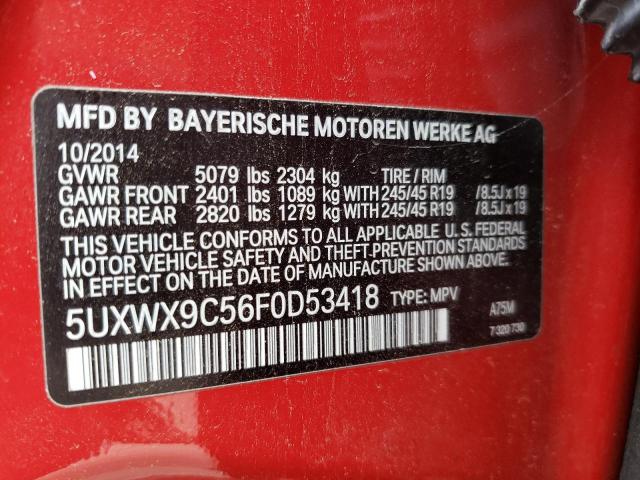 MFD BY BAYERISCHE MOTOREN WERKE AG
10/2014
GVWR 5079 lbs 2304 kg TIRE / RIM
GAWR FRONT 2401 lbs 1089 kg WITH 245/45 R19 /8.5J x 19
GAWR REAR 2820 lbs 1279 kg WITH 245/45 R19 /8.5J x 19
THIS VEHICLE CONFORMS TO ALL APPLICABLE U.S. FEDERAL
MOTOR VEHICLE SAFETY AND THEFT PREVENTION STANDARDS
IN EFFECT ON THE DATE OF MANUFACTURE SHOWN ABOVE.
5UXWX9C56F0D53418 TYPE: MPV A75M
7 320 730